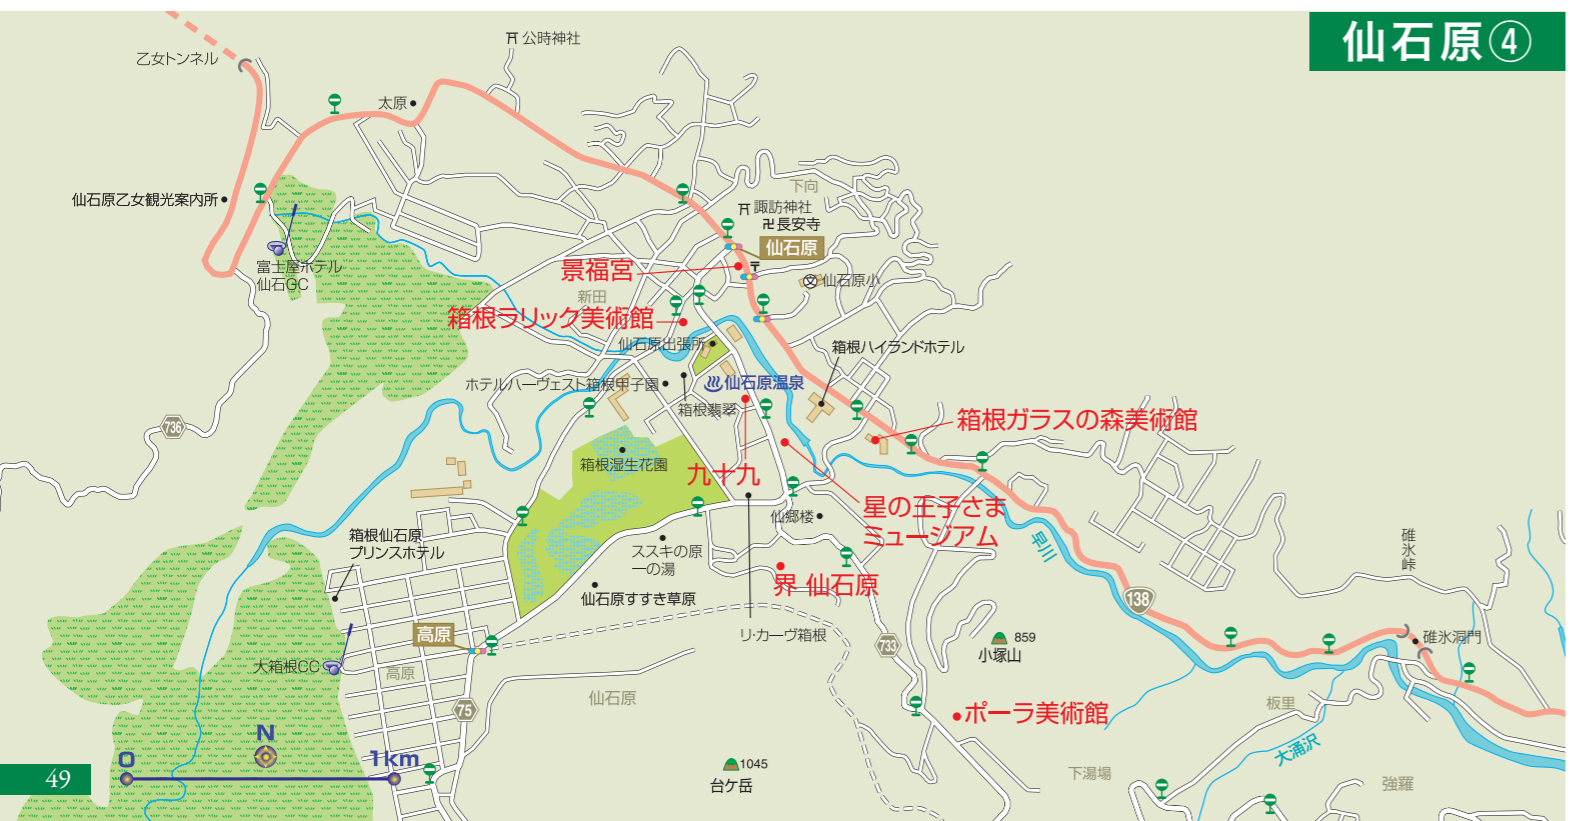 仙石原④
公時神社
乙女トンネル
太原
仙石原乙女観光案内所
下向
諏訪神社
卍長安寺
仙石原
富士屋ホテル
仙石GC
景福宮
〒
文
仙石原小
新田
箱根ラリック美術館
仙石原出張所
箱根ハイランドホテル
ホテルハーヴェスト箱根甲子園
仙石原温泉
箱根翡翠
736
箱根ガラスの森美術館
箱根湿生花園
九十九
星の王子さま
ミュージアム
仙郷楼
箱根仙石原
プリンスホテル
ススキの原
一の湯
早川
碓氷峠
界 仙石原
仙石原すすき草原
138
高原
リ・カーヴ箱根
733
859
小塚山
碓氷洞門
大箱根CC
高原
仙石原
75
ポーラ美術館
板里
大涌沢
N
0
1km
1045
台ケ岳
下湯場
強羅
49